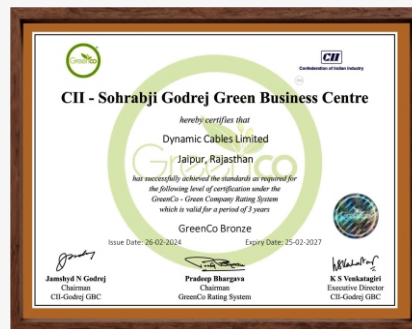 GreenCo
CII
Confederation of Indian Industry
CII - Sohrabji Godrej Green Business Centre
hereby certifies that
Dynamic Cables Limited
Jaipur, Rajasthan
has successfully achieved the standards as required for
the following level of certification under the
GreenCo - Green Company Rating System
which is valid for a period of 3 years
GreenCo Bronze
Issue Date: 26-02-2024 Expiry Date: 25-02-2027
Jamshyd N Godrej Pradeep Bhargava K S Venkatagiri
Chairman Chairman Executive Director
CII-Godrej GBC GreenCo Rating System CII-Godrej GBC